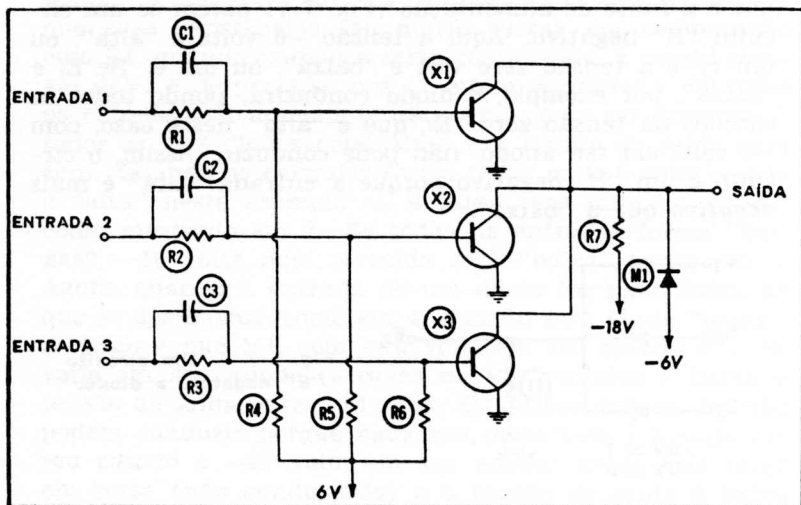 C1
X1
ENTRADA 1
R1
C2
X2
SAÍDA
ENTRADA 2
R2
R7
M1
C3
X3
-18V
-6V
ENTRADA 3
R3
R4
R5
R6
6V